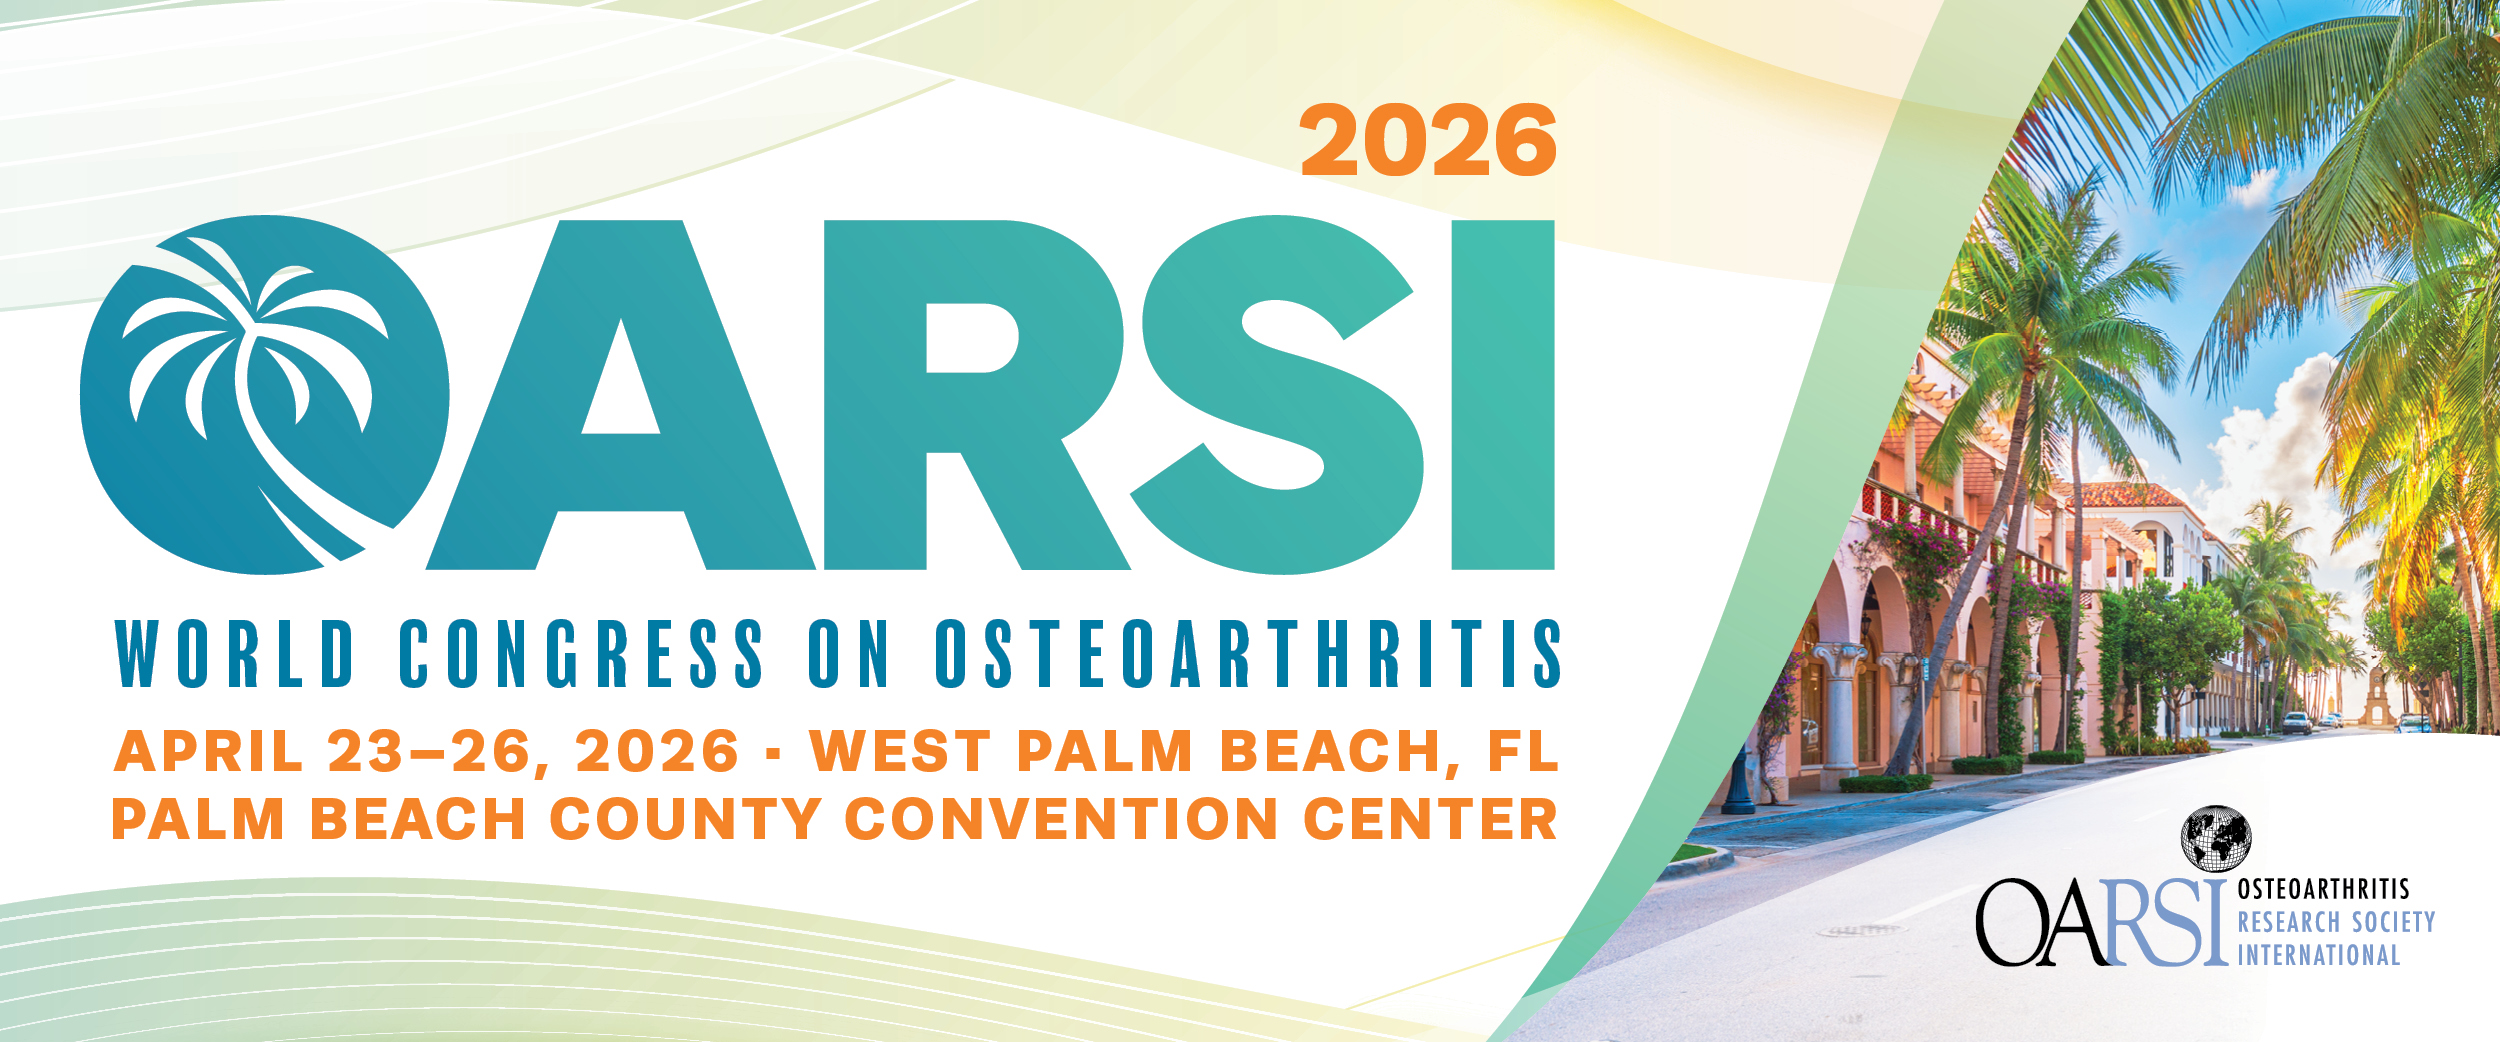 2026
OARSI
WORLD CONGRESS ON OSTEOARTHRITIS
APRIL 23–26, 2026 · WEST PALM BEACH, FL
PALM BEACH COUNTY CONVENTION CENTER
OARSI
OSTEOARTHRITIS
RESEARCH SOCIETY
INTERNATIONAL